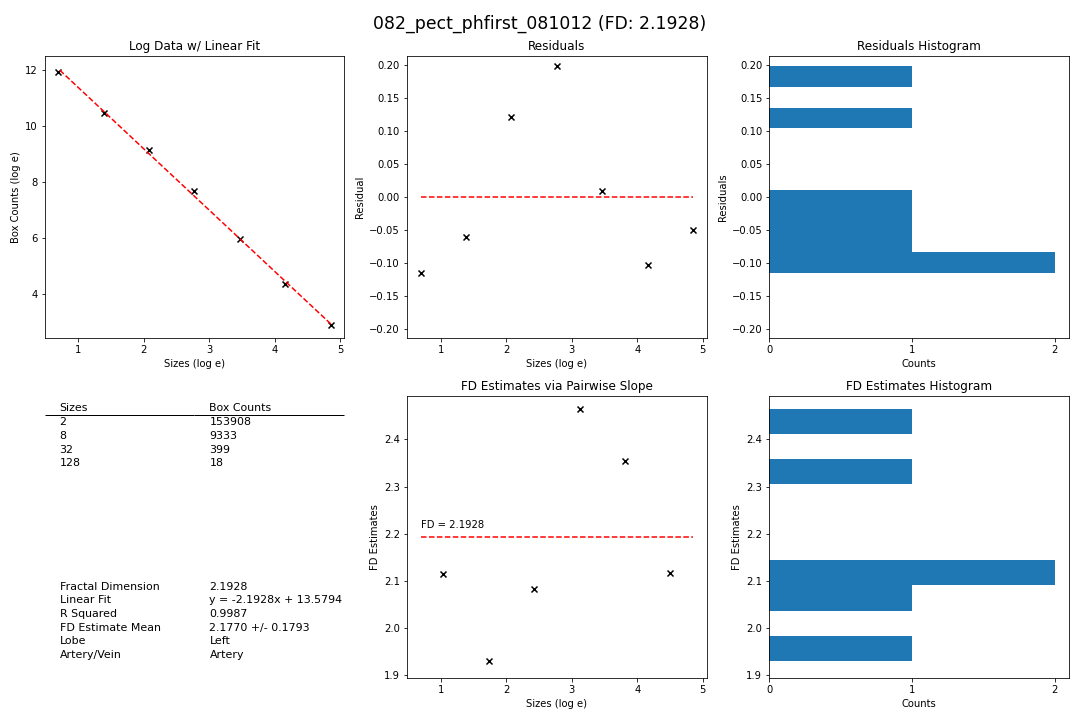 082_pect_phfirst_081012 (FD: 2.1928)
Log Data w/ Linear Fit
Box Counts (log e)
12
10
8
6
4
1 2 3 4 5
Sizes (log e)
Residuals
Residual
0.20
0.15
0.10
0.05
0.00
−0.05
−0.10
−0.15
−0.20
1 2 3 4 5
Sizes (log e)
Residuals Histogram
Residuals
0.20
0.15
0.10
0.05
0.00
−0.05
−0.10
−0.15
−0.20
0 1 2
Counts
Sizes Box Counts
2 153908
8 9333
32 399
128 18
Fractal Dimension 2.1928
Linear Fit y = -2.1928x + 13.5794
R Squared 0.9987
FD Estimate Mean 2.1770 +/- 0.1793
Lobe Left
Artery/Vein Artery
FD Estimates via Pairwise Slope
FD Estimates
2.4
2.3
2.2
2.1
2.0
1.9
FD = 2.1928
1 2 3 4 5
Sizes (log e)
FD Estimates Histogram
FD Estimates
2.4
2.3
2.2
2.1
2.0
1.9
0 1 2
Counts